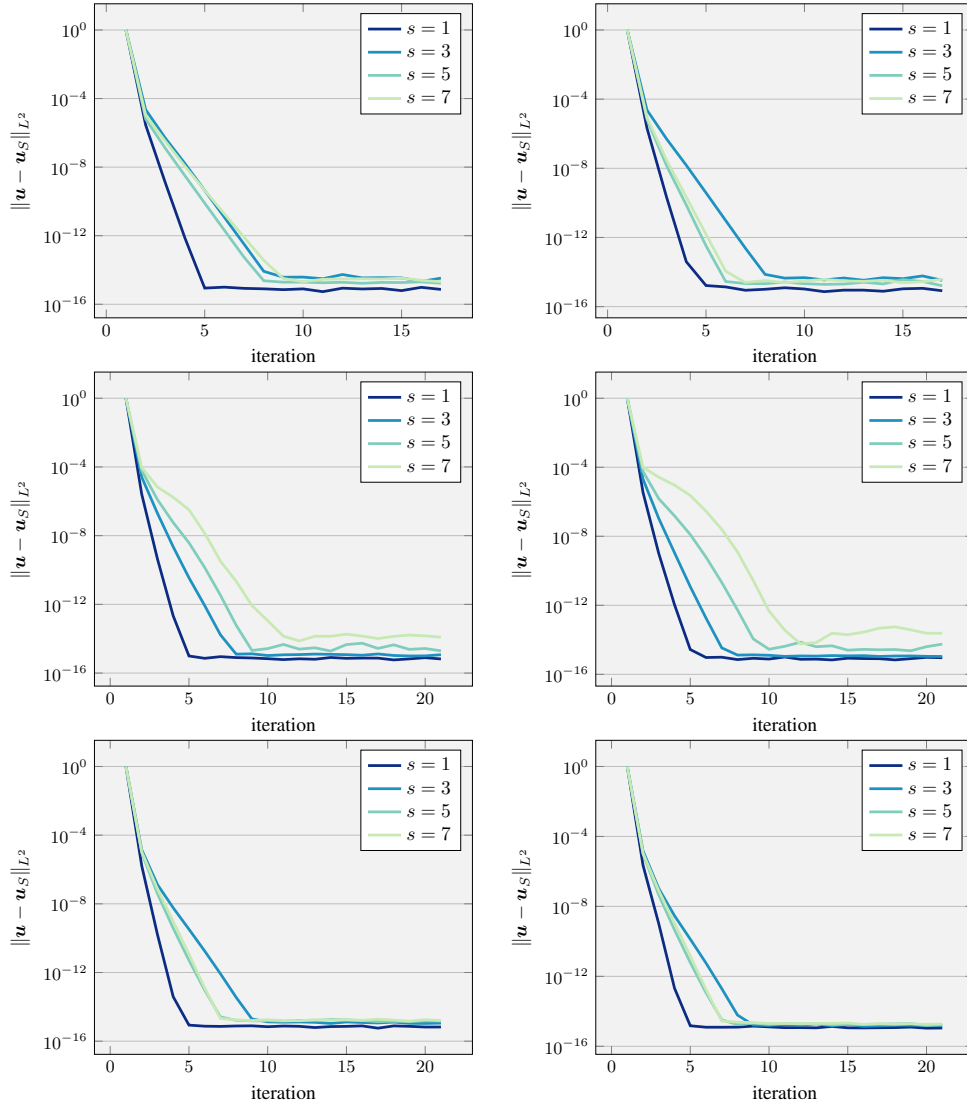 10^0
10^{-4}
10^{-8}
10^{-12}
10^{-16}
‖u − u_S‖_{L^2}
s = 1
s = 3
s = 5
s = 7
0 5 10 15
iteration
10^0
10^{-4}
10^{-8}
10^{-12}
10^{-16}
‖u − u_S‖_{L^2}
s = 1
s = 3
s = 5
s = 7
0 5 10 15
iteration
10^0
10^{-4}
10^{-8}
10^{-12}
10^{-16}
‖u − u_S‖_{L^2}
s = 1
s = 3
s = 5
s = 7
0 5 10 15 20
iteration
10^0
10^{-4}
10^{-8}
10^{-12}
10^{-16}
‖u − u_S‖_{L^2}
s = 1
s = 3
s = 5
s = 7
0 5 10 15 20
iteration
10^0
10^{-4}
10^{-8}
10^{-12}
10^{-16}
‖u − u_S‖_{L^2}
s = 1
s = 3
s = 5
s = 7
0 5 10 15 20
iteration
10^0
10^{-4}
10^{-8}
10^{-12}
10^{-16}
‖u − u_S‖_{L^2}
s = 1
s = 3
s = 5
s = 7
0 5 10 15 20
iteration